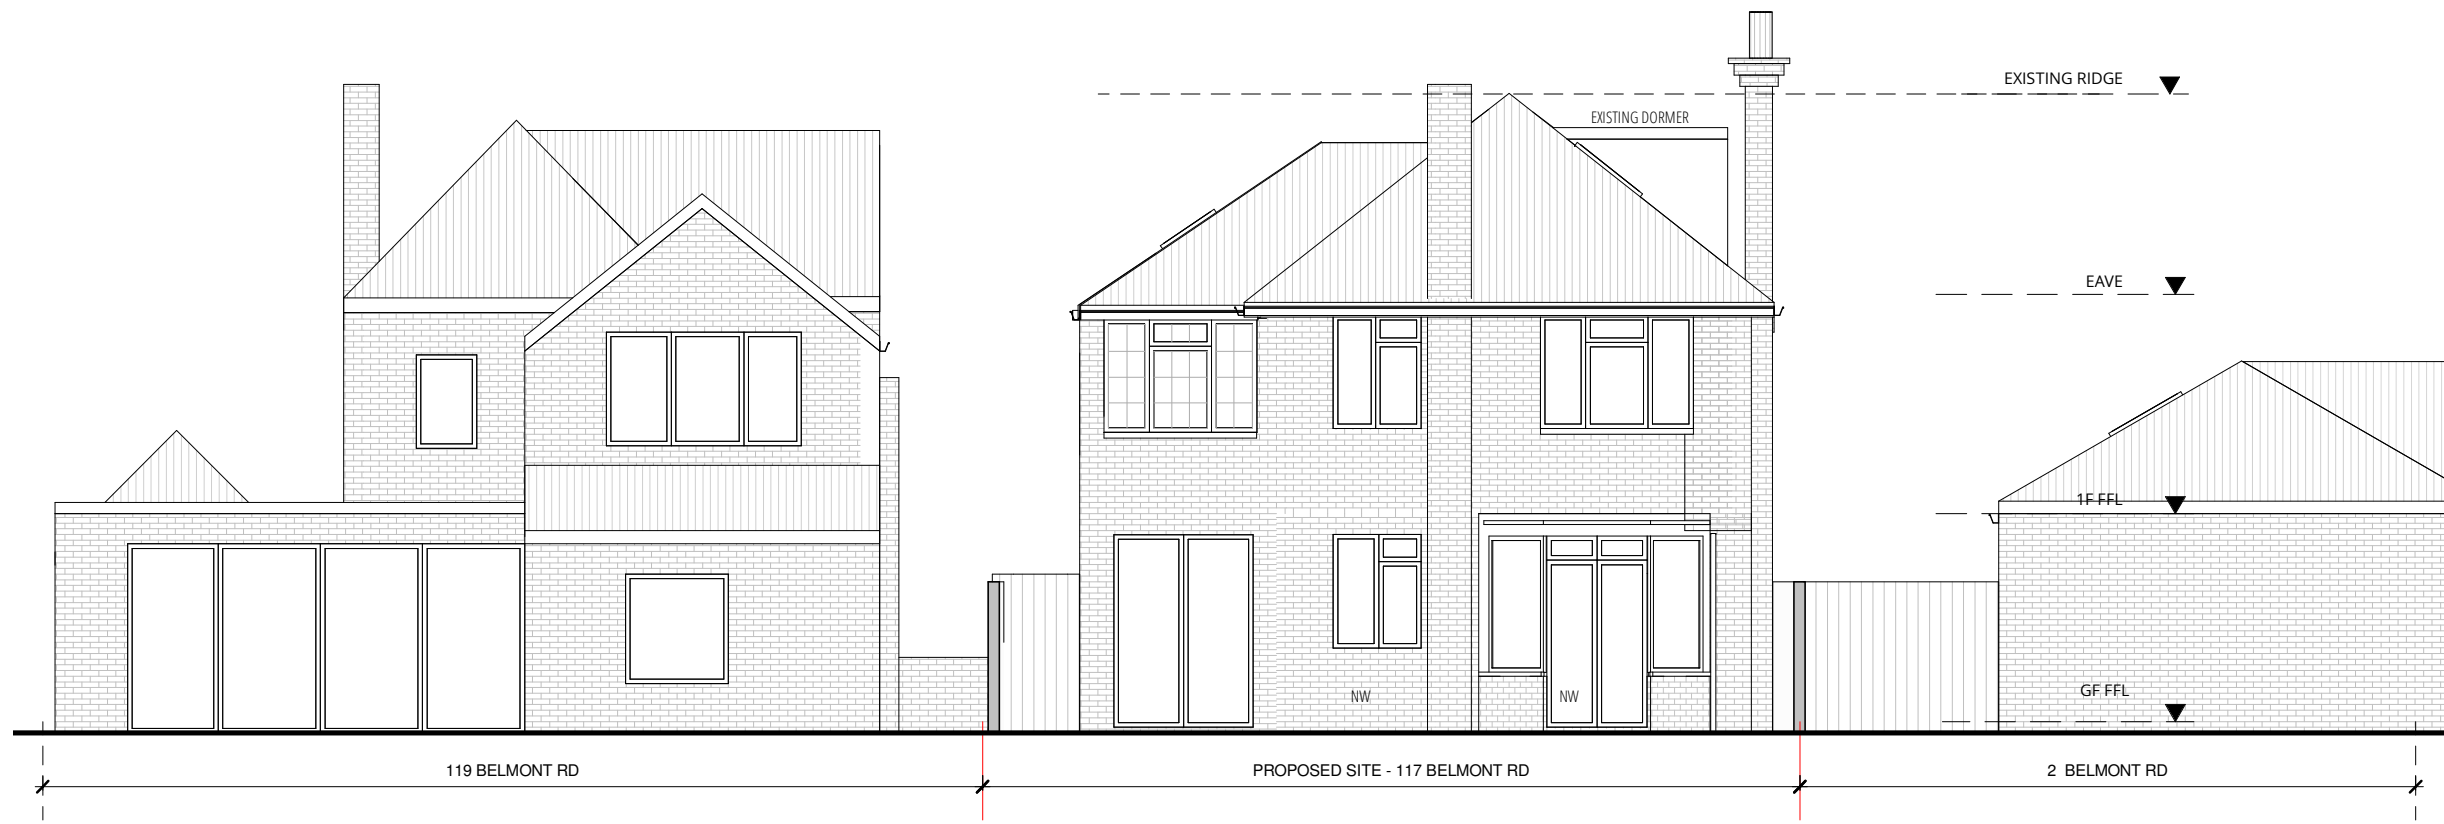 EXISTING RIDGE
EXISTING DORMER
EAVE
1F FFL
GF FFL
NW
NW
119 BELMONT RD
PROPOSED SITE - 117 BELMONT RD
2 BELMONT RD